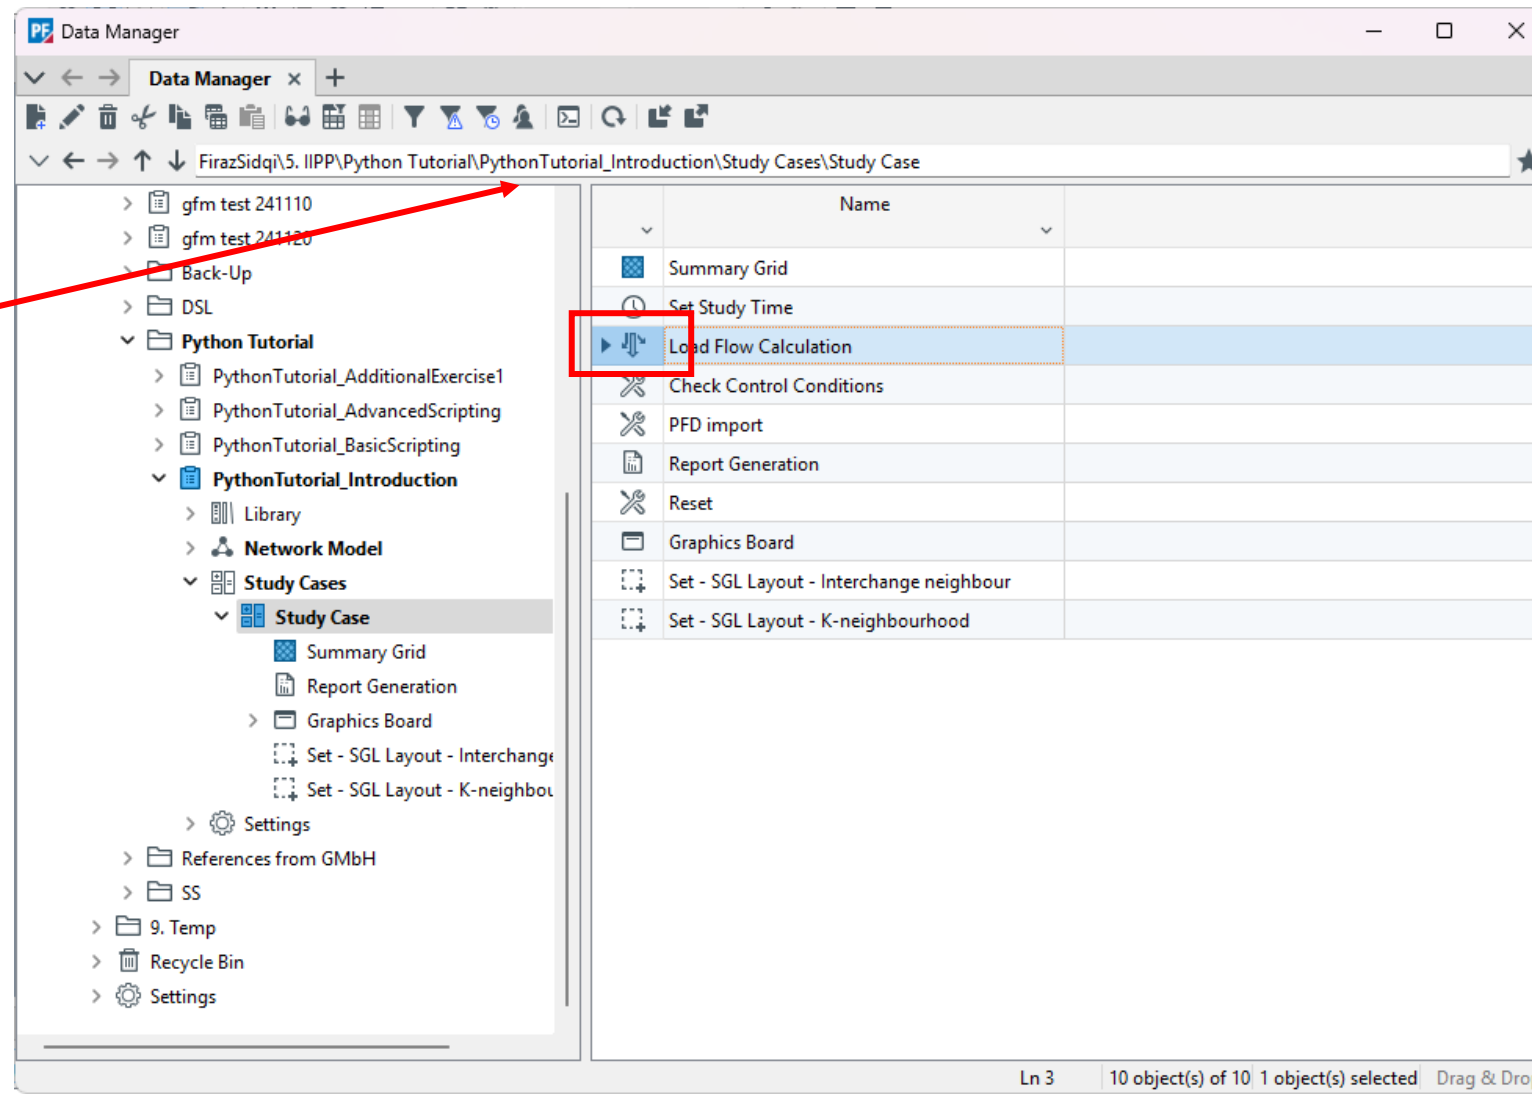 PF Data Manager
Data Manager
FirazSidqi\5. IIPP\Python Tutorial\PythonTutorial_Introduction\Study Cases\Study Case
gfm test 241110
gfm test 241120
Back-Up
DSL
Python Tutorial
PythonTutorial_AdditionalExercise1
PythonTutorial_AdvancedScripting
PythonTutorial_BasicScripting
PythonTutorial_Introduction
Library
Network Model
Study Cases
Study Case
Summary Grid
Report Generation
Graphics Board
Set - SGL Layout - Interchange
Set - SGL Layout - K-neighbou
Settings
References from GMbH
SS
9. Temp
Recycle Bin
Settings
Name
Summary Grid
Set Study Time
Load Flow Calculation
Check Control Conditions
PFD import
Report Generation
Reset
Graphics Board
Set - SGL Layout - Interchange neighbour
Set - SGL Layout - K-neighbourhood
Ln 3 10 object(s) of 10 1 object(s) selected Drag & Dro